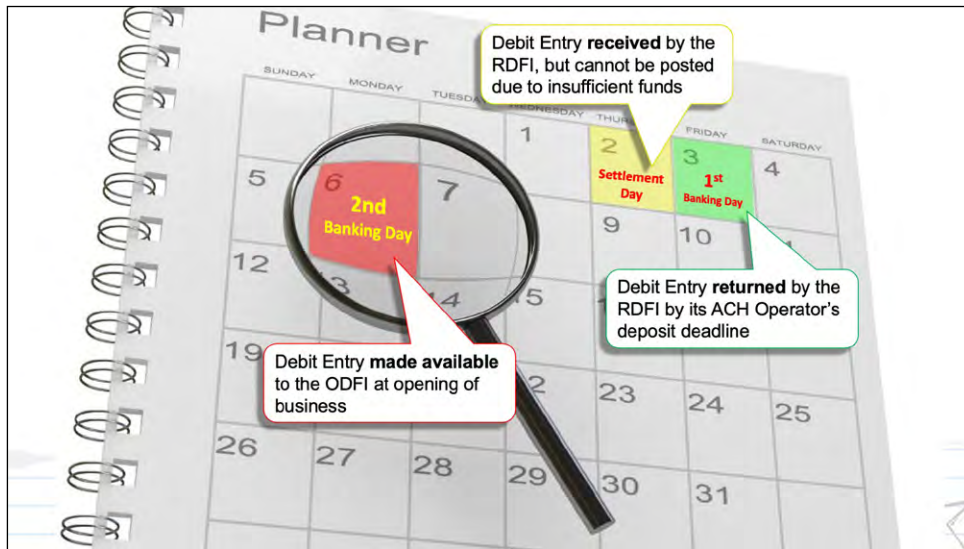 Planner
Debit Entry received by the
RDFI, but cannot be posted
due to insufficient funds
SUNDAY MONDAY TUESDAY WEDNESDAY FRIDAY SATURDAY
1 2 3 4
Settlement
Day
1st
Banking Day
5 6 7 9 10
2nd
Banking Day
12 13 14 15
Debit Entry returned by the
RDFI by its ACH Operator's
deposit deadline
Debit Entry made available
to the ODFI at opening of
business
19 23 24 25
26 27 28 29 30 31